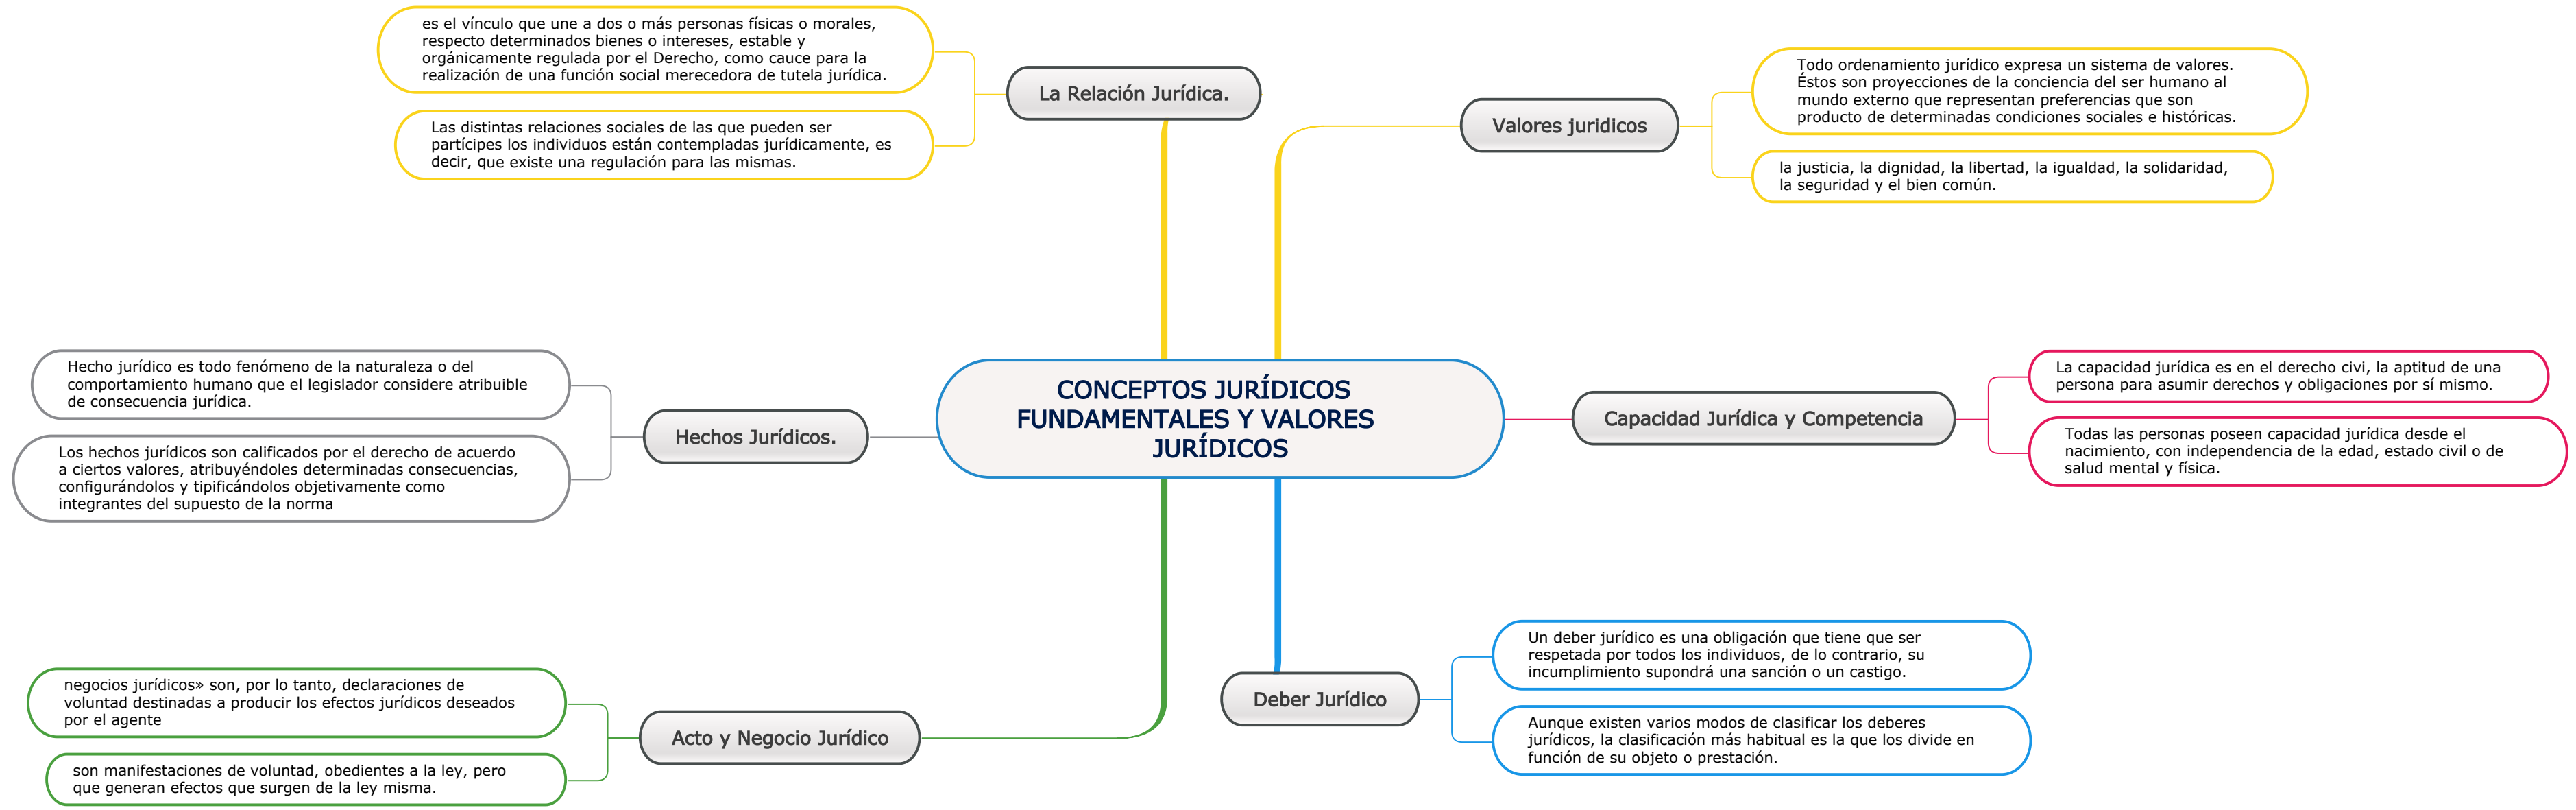 es el vínculo que une a dos o más personas físicas o morales,
respecto determinados bienes o intereses, estable y
orgánicamente regulada por el Derecho, como cauce para la
realización de una función social merecedora de tutela jurídica.
Las distintas relaciones sociales de las que pueden ser
partícipes los individuos están contempladas jurídicamente, es
decir, que existe una regulación para las mismas.
La Relación Jurídica.
Valores juridicos
Todo ordenamiento jurídico expresa un sistema de valores.
Éstos son proyecciones de la conciencia del ser humano al
mundo externo que representan preferencias que son
producto de determinadas condiciones sociales e históricas.
la justicia, la dignidad, la libertad, la igualdad, la solidaridad,
la seguridad y el bien común.
Hecho jurídico es todo fenómeno de la naturaleza o del
comportamiento humano que el legislador considere atribuible
de consecuencia jurídica.
Los hechos jurídicos son calificados por el derecho de acuerdo
a ciertos valores, atribuyéndoles determinadas consecuencias,
configurándolos y tipificándolos objetivamente como
integrantes del supuesto de la norma
Hechos Jurídicos.
CONCEPTOS JURÍDICOS
FUNDAMENTALES Y VALORES
JURÍDICOS
Capacidad Jurídica y Competencia
La capacidad jurídica es en el derecho civi, la aptitud de una
persona para asumir derechos y obligaciones por sí mismo.
Todas las personas poseen capacidad jurídica desde el
nacimiento, con independencia de la edad, estado civil o de
salud mental y física.
negocios jurídicos» son, por lo tanto, declaraciones de
voluntad destinadas a producir los efectos jurídicos deseados
por el agente
son manifestaciones de voluntad, obedientes a la ley, pero
que generan efectos que surgen de la ley misma.
Acto y Negocio Jurídico
Deber Jurídico
Un deber jurídico es una obligación que tiene que ser
respetada por todos los individuos, de lo contrario, su
incumplimiento supondrá una sanción o un castigo.
Aunque existen varios modos de clasificar los deberes
jurídicos, la clasificación más habitual es la que los divide en
función de su objeto o prestación.